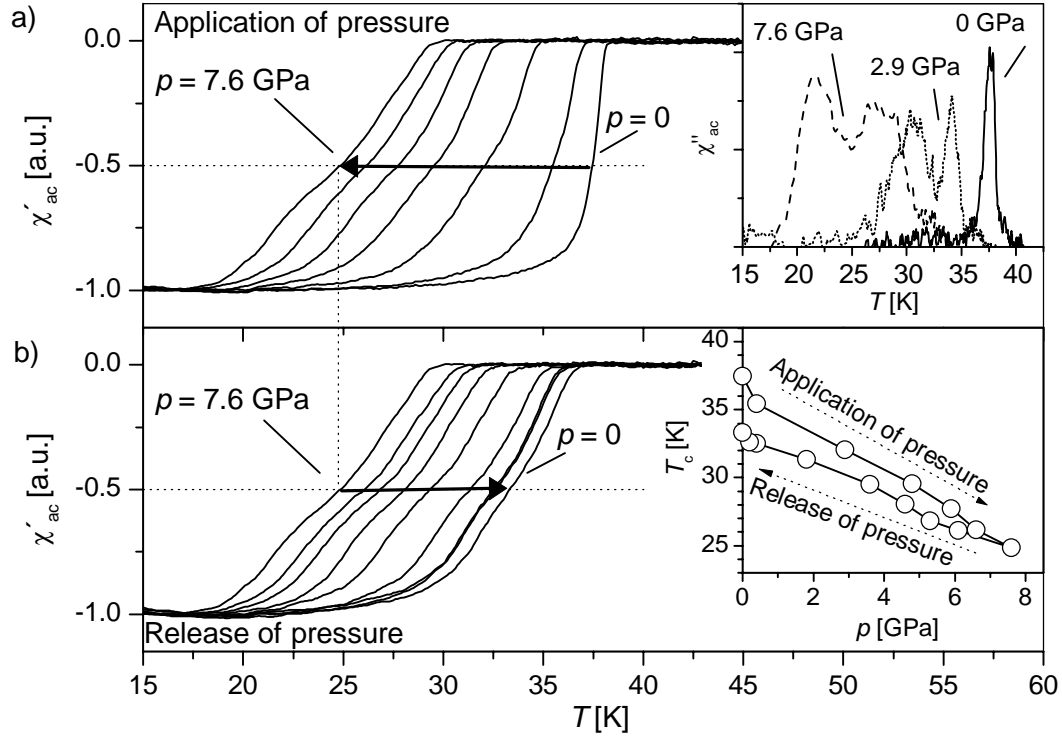 a)
Application of pressure
0.0
-0.5
-1.0
χ′ac [a.u.]
p = 7.6 GPa
p = 0
7.6 GPa
2.9 GPa
0 GPa
χ″ac
15 20 25 30 35 40
T [K]
b)
0.0
-0.5
-1.0
χ′ac [a.u.]
p = 7.6 GPa
p = 0
Release of pressure
40
35
30
25
Tc [K]
Application of pressure
Release of pressure
0 2 4 6 8
p [GPa]
15 20 25 30 35 40 45 50 55 60
T [K]